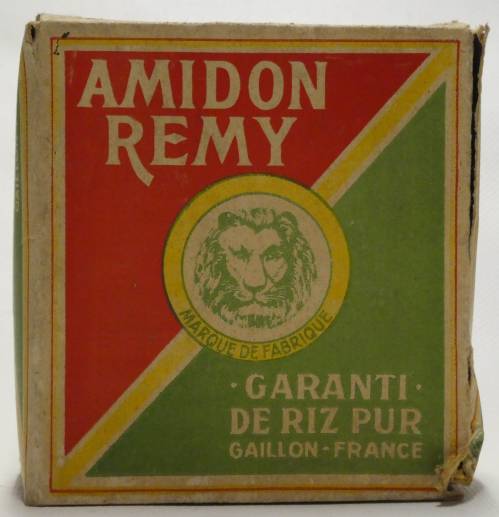 AMIDON
REMY
MARQUE DE FABRIQUE
· GARANTI ·
DE RIZ PUR
GAILLON - FRANCE